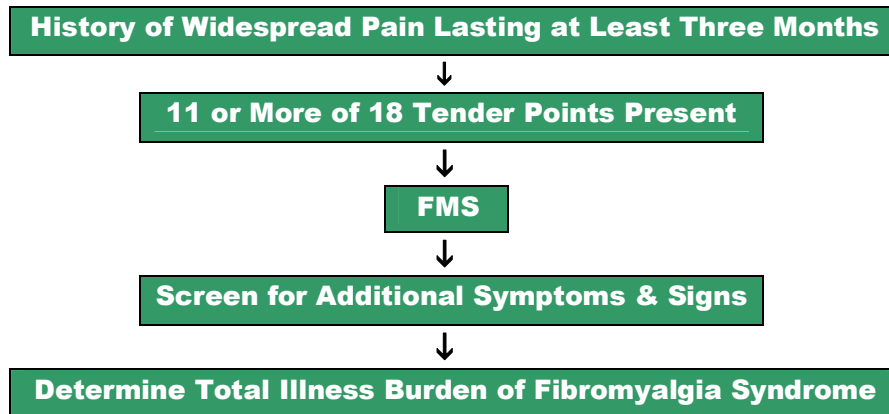 History of Widespread Pain Lasting at Least Three Months
11 or More of 18 Tender Points Present
FMS
Screen for Additional Symptoms & Signs
Determine Total Illness Burden of Fibromyalgia Syndrome